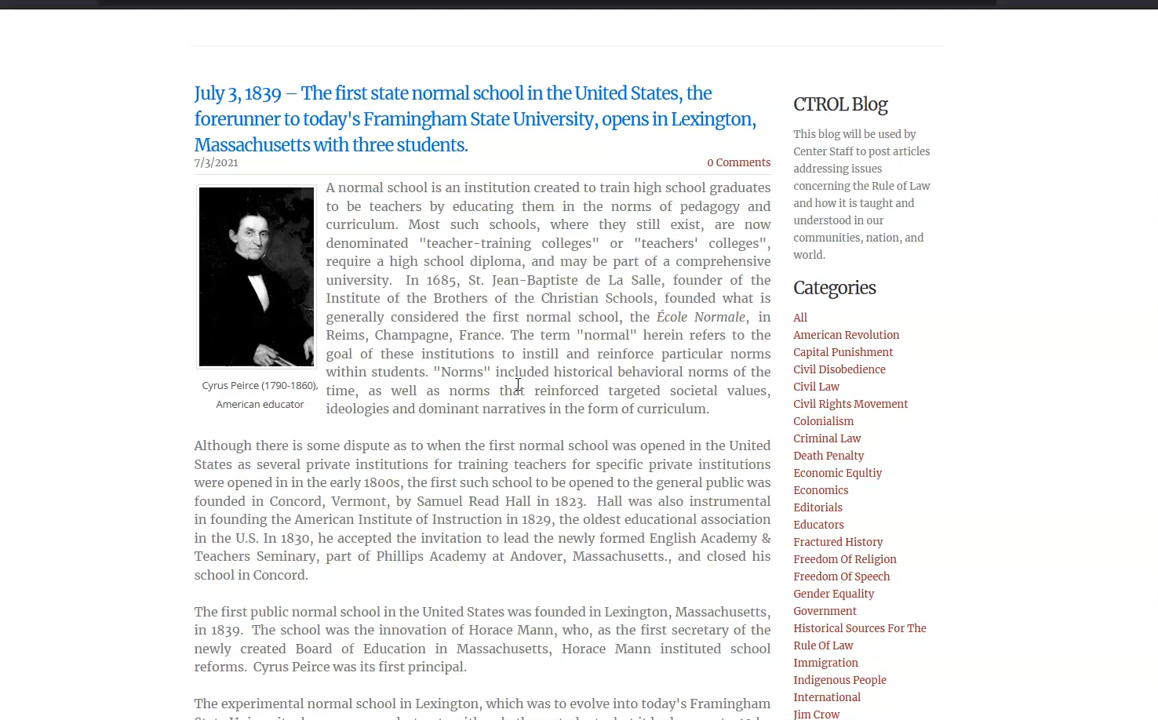 July 3, 1839 – The first state normal school in the United States, the
forerunner to today's Framingham State University, opens in Lexington,
Massachusetts with three students.
7/3/2021
0 Comments
A normal school is an institution created to train high school graduates
to be teachers by educating them in the norms of pedagogy and
curriculum. Most such schools, where they still exist, are now
denominated "teacher-training colleges" or "teachers' colleges",
require a high school diploma, and may be part of a comprehensive
university. In 1685, St. Jean-Baptiste de La Salle, founder of the
Institute of the Brothers of the Christian Schools, founded what is
generally considered the first normal school, the École Normale, in
Reims, Champagne, France. The term "normal" herein refers to the
goal of these institutions to instill and reinforce particular norms
within students. "Norms" included historical behavioral norms of the
time, as well as norms that reinforced targeted societal values,
ideologies and dominant narratives in the form of curriculum.
Cyrus Peirce (1790-1860),
American educator
Although there is some dispute as to when the first normal school was opened in the United
States as several private institutions for training teachers for specific private institutions
were opened in in the early 1800s, the first such school to be opened to the general public was
founded in Concord, Vermont, by Samuel Read Hall in 1823. Hall was also instrumental
in founding the American Institute of Instruction in 1829, the oldest educational association
in the U.S. In 1830, he accepted the invitation to lead the newly formed English Academy &
Teachers Seminary, part of Phillips Academy at Andover, Massachusetts., and closed his
school in Concord.
The first public normal school in the United States was founded in Lexington, Massachusetts,
in 1839. The school was the innovation of Horace Mann, who, as the first secretary of the
newly created Board of Education in Massachusetts, Horace Mann instituted school
reforms. Cyrus Peirce was its first principal.
The experimental normal school in Lexington, which was to evolve into today's Framingham
CTROL Blog
This blog will be used by
Center Staff to post articles
addressing issues
concerning the Rule of Law
and how it is taught and
understood in our
communities, nation, and
world.
Categories
All
American Revolution
Capital Punishment
Civil Disobedience
Civil Law
Civil Rights Movement
Colonialism
Criminal Law
Death Penalty
Economic Equltiy
Economics
Editorials
Educators
Fractured History
Freedom Of Religion
Freedom Of Speech
Gender Equality
Government
Historical Sources For The
Rule Of Law
Immigration
Indigenous People
International
Jim Crow